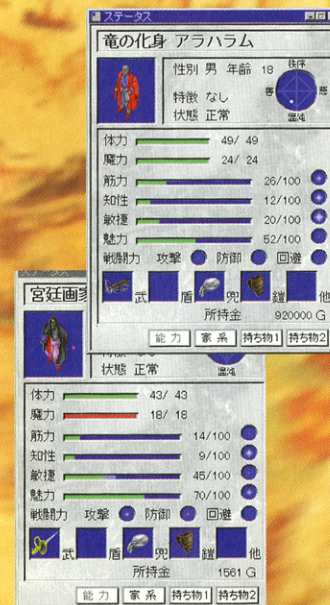 ステータス
竜の化身 アラハラム
性別 男 年齢 18
秩序
善 悪
特徴 なし
状態 正常
混沌
体力 49/ 49
魔力 24/ 24
筋力 26/100
知性 12/100
敏捷 20/100
魅力 52/100
戦闘力 攻撃 防御 回避
武 盾 兜 鎧 他
所持金 920000 G
能力 家系 持ち物1 持ち物2
ステータス
宮廷画家
状態 正常
混沌
体力 43/ 43
魔力 18/ 18
筋力 14/100
知性 9/100
敏捷 45/100
魅力 70/100
戦闘力 攻撃 防御 回避
武 盾 兜 鎧 他
所持金 1561 G
能力 家系 持ち物1 持ち物2